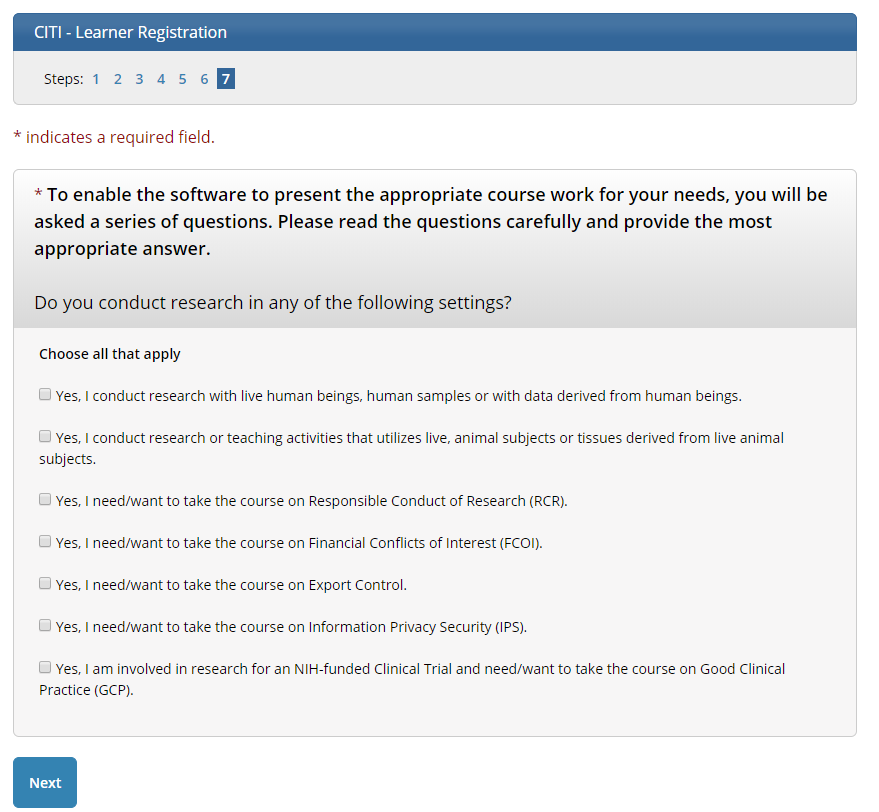 CITI - Learner Registration
Steps: 1 2 3 4 5 6 7
* indicates a required field.
* To enable the software to present the appropriate course work for your needs, you will be
asked a series of questions. Please read the questions carefully and provide the most
appropriate answer.
Do you conduct research in any of the following settings?
Choose all that apply
Yes, I conduct research with live human beings, human samples or with data derived from human beings.
Yes, I conduct research or teaching activities that utilizes live, animal subjects or tissues derived from live animal
subjects.
Yes, I need/want to take the course on Responsible Conduct of Research (RCR).
Yes, I need/want to take the course on Financial Conflicts of Interest (FCOI).
Yes, I need/want to take the course on Export Control.
Yes, I need/want to take the course on Information Privacy Security (IPS).
Yes, I am involved in research for an NIH-funded Clinical Trial and need/want to take the course on Good Clinical
Practice (GCP).
Next